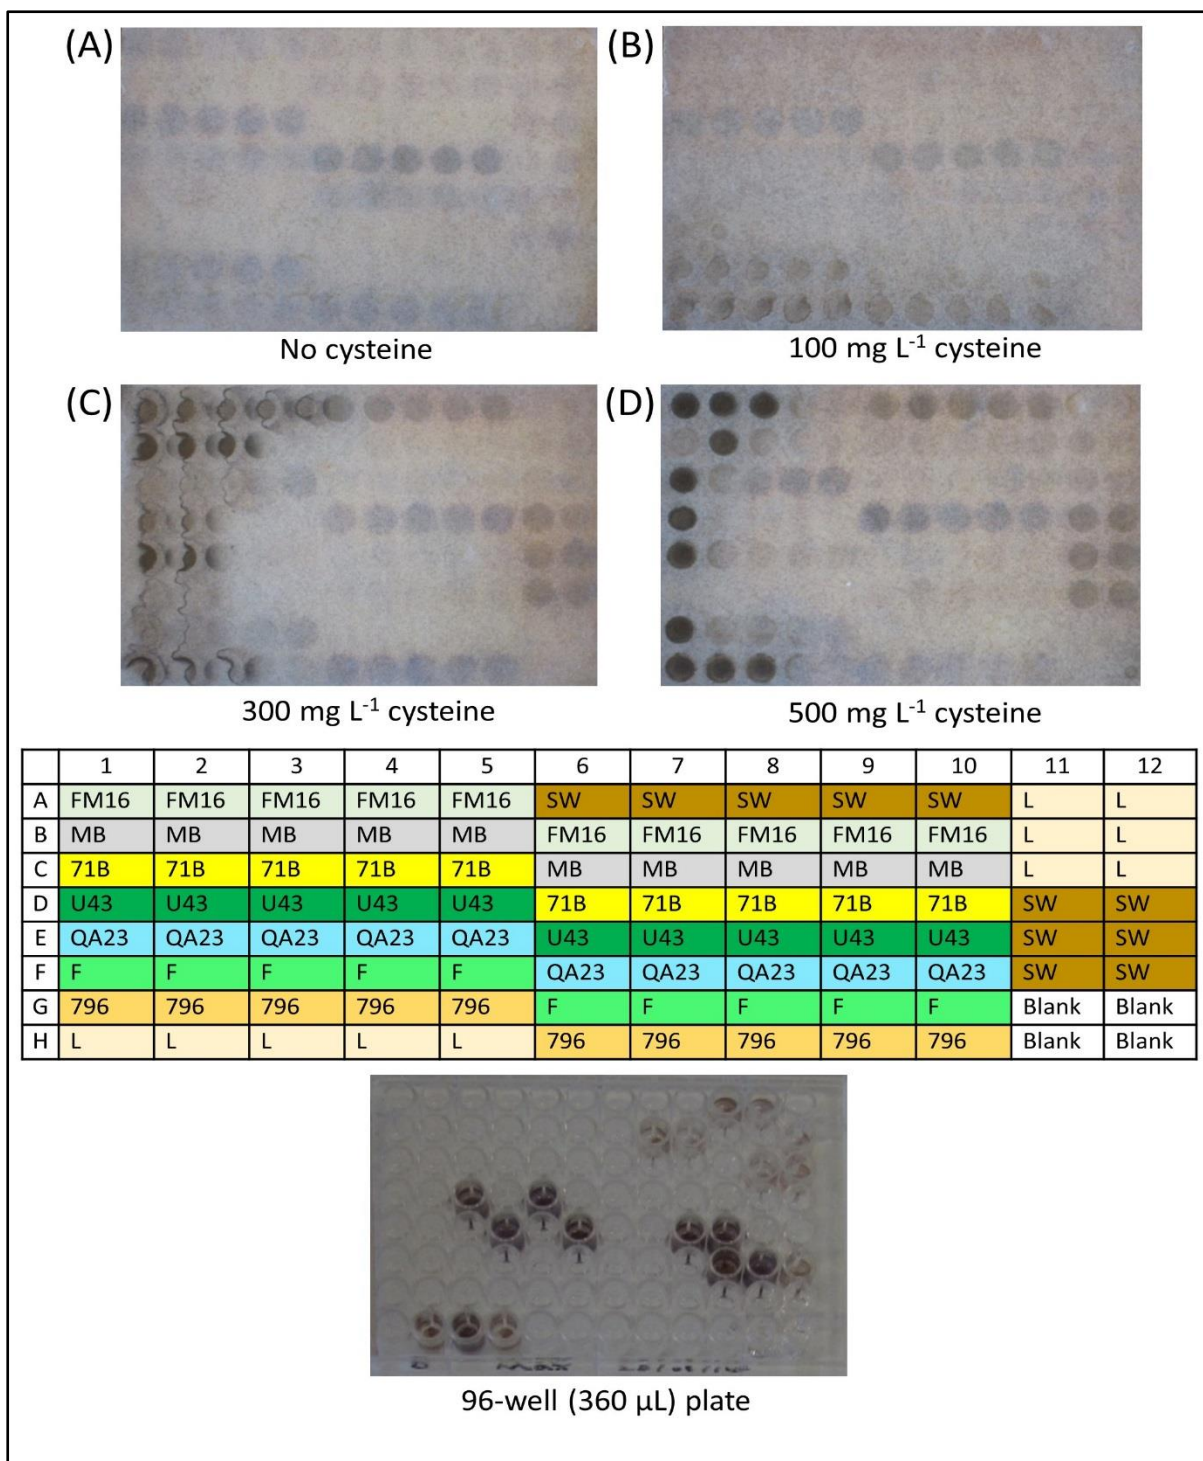 (A) (B)
No cysteine 100 mg L⁻¹ cysteine
(C) (D)
300 mg L⁻¹ cysteine 500 mg L⁻¹ cysteine
1 2 3 4 5 6 7 8 9 10 11 12
A FM16 FM16 FM16 FM16 FM16 SW SW SW SW SW L L
B MB MB MB MB MB FM16 FM16 FM16 FM16 FM16 L L
C 71B 71B 71B 71B 71B MB MB MB MB MB L L
D U43 U43 U43 U43 U43 71B 71B 71B 71B 71B SW SW
E QA23 QA23 QA23 QA23 QA23 U43 U43 U43 U43 U43 SW SW
F F F F F F QA23 QA23 QA23 QA23 QA23 SW SW
G 796 796 796 796 796 F F F F F Blank Blank
H L L L L L 796 796 796 796 796 Blank Blank
96-well (360 µL) plate